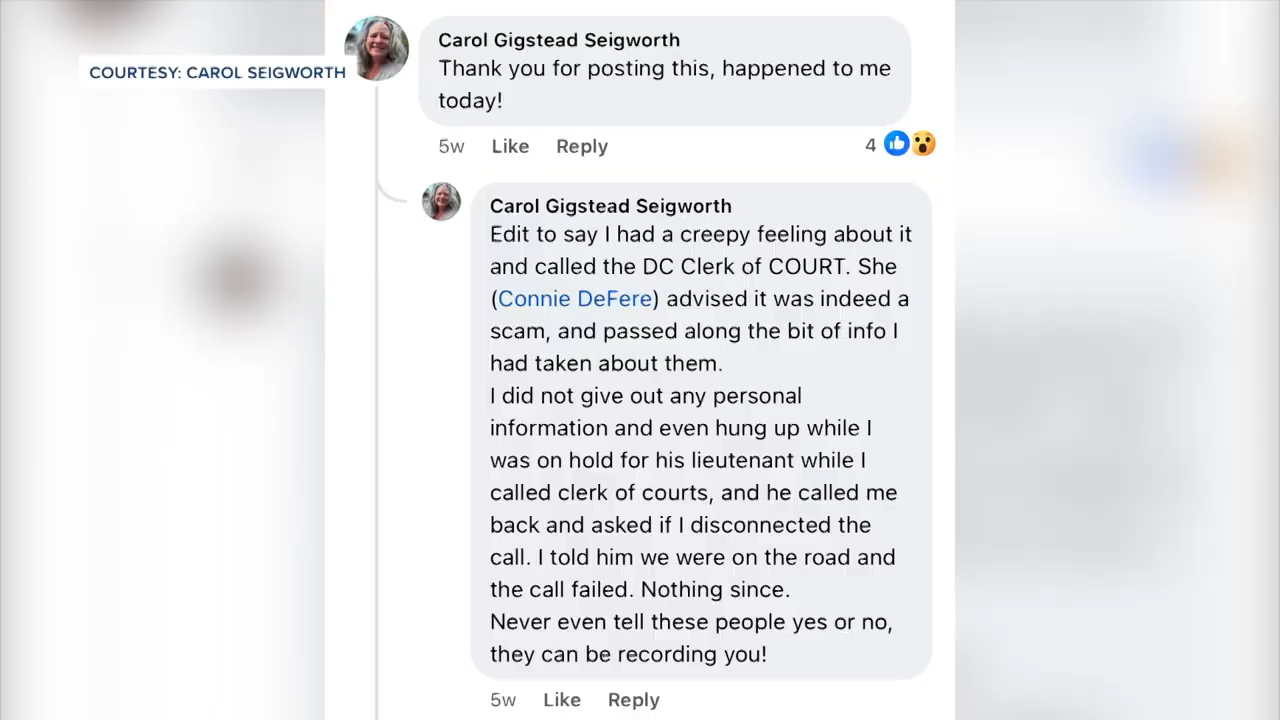 COURTESY: CAROL SEIGWORTH
Carol Gigstead Seigworth
Thank you for posting this, happened to me
today!
5w Like Reply 4
Carol Gigstead Seigworth
Edit to say I had a creepy feeling about it
and called the DC Clerk of COURT. She
(Connie DeFere) advised it was indeed a
scam, and passed along the bit of info I
had taken about them.
I did not give out any personal
information and even hung up while I
was on hold for his lieutenant while I
called clerk of courts, and he called me
back and asked if I disconnected the
call. I told him we were on the road and
the call failed. Nothing since.
Never even tell these people yes or no,
they can be recording you!
5w Like Reply